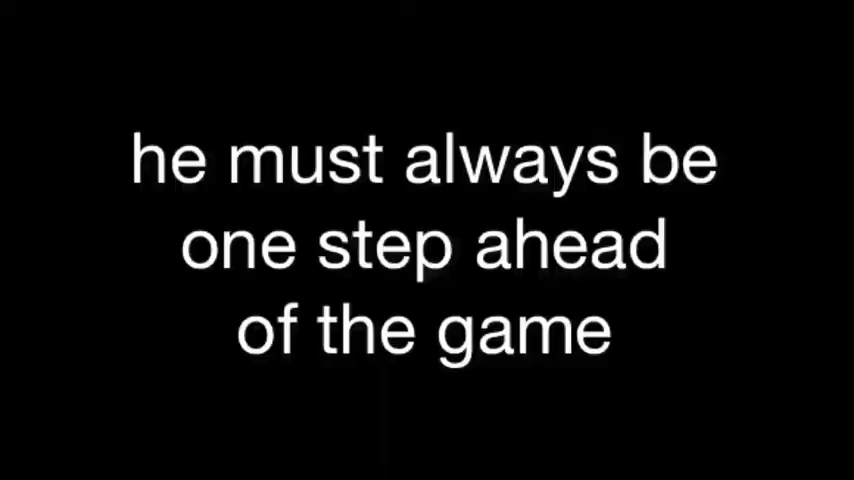 he must always be
one step ahead
of the game